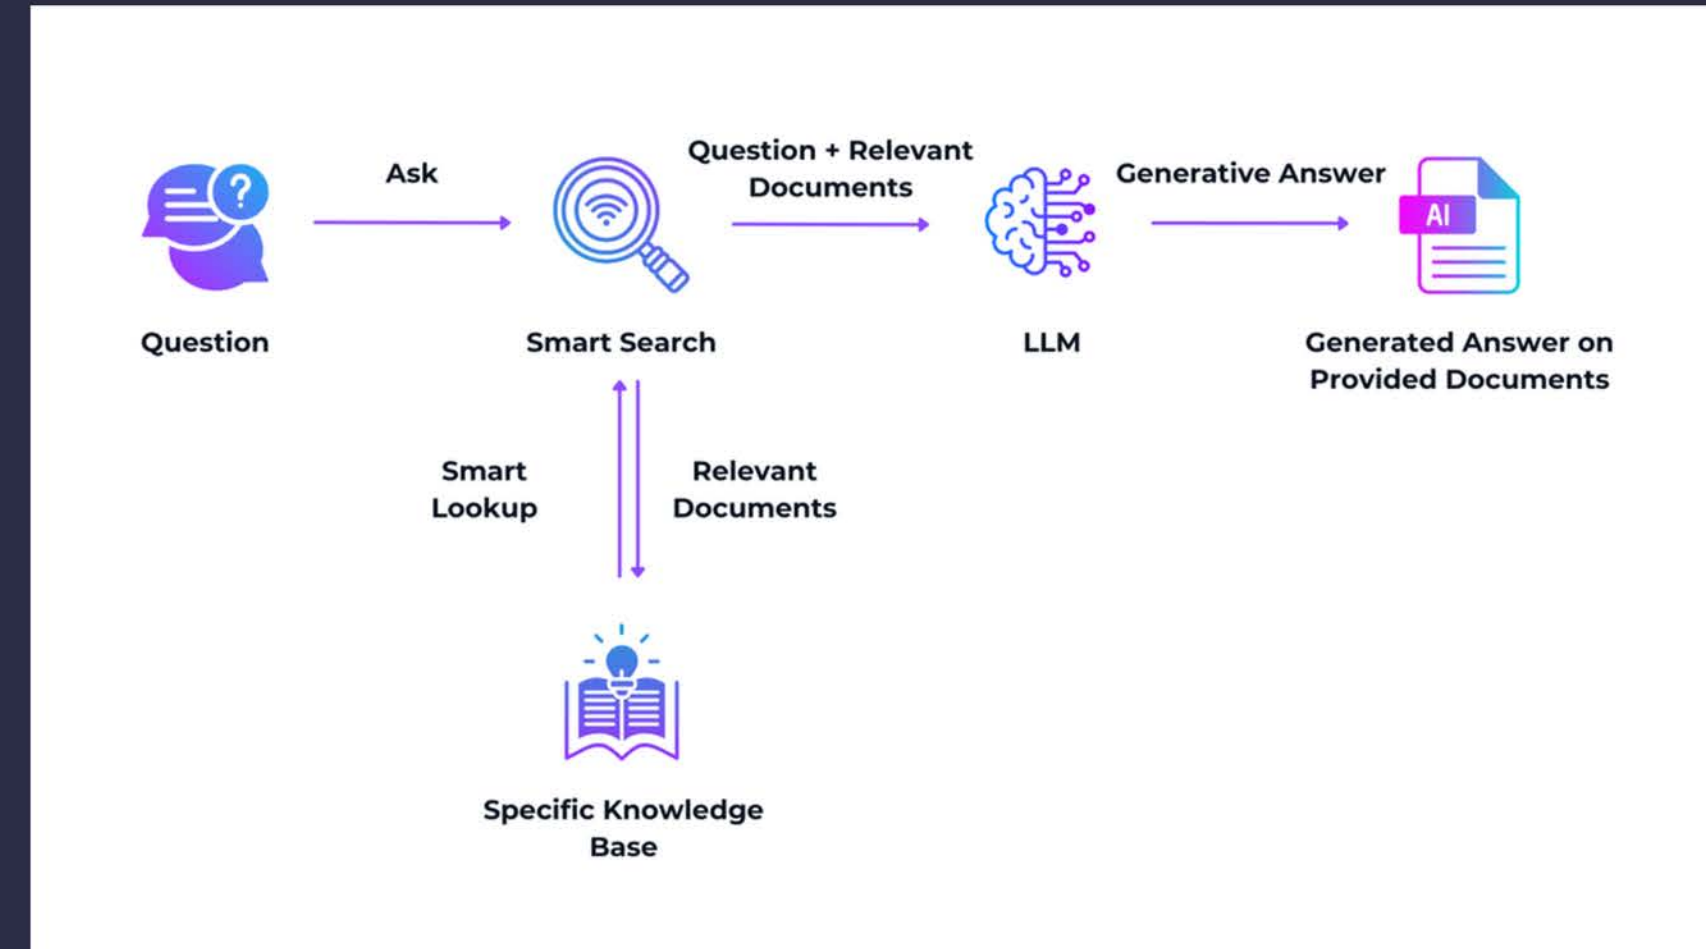 Ask
Question + Relevant
Documents
Generative Answer
?
AI
Question
Smart Search
LLM
Generated Answer on
Provided Documents
Smart
Lookup
Relevant
Documents
Specific Knowledge
Base